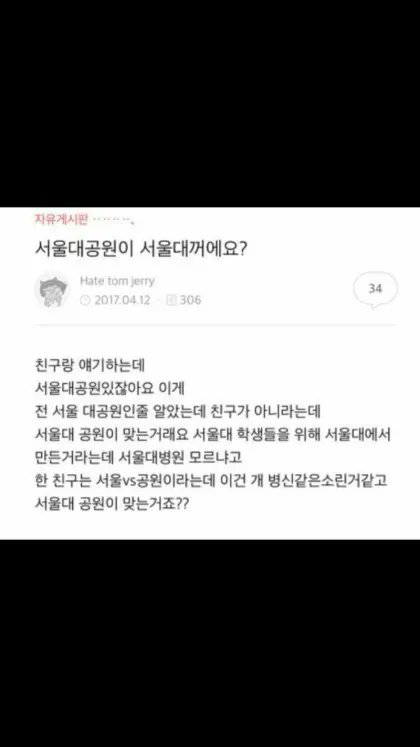 자유게시판
서울대공원이 서울대꺼에요?
Hate tom jerry
2017.04.12 · 306
34
친구랑 얘기하는데
서울대공원있잖아요 이게
전 서울 대공원인줄 알았는데 친구가 아니라는데
서울대 공원이 맞는거래요 서울대 학생들을 위해 서울대에서
만든거라는데 서울대병원 모르냐고
한 친구는 서울vs공원이라는데 이건 개 병신같은소린거같고
서울대 공원이 맞는거죠??